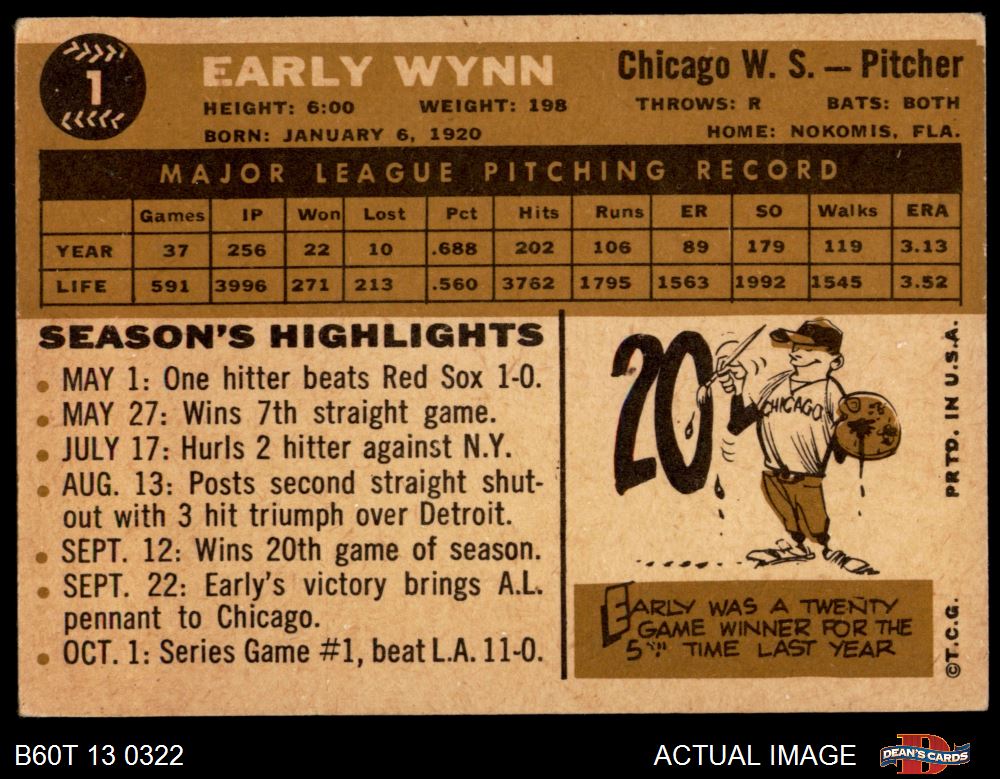 1
EARLY WYNN
Chicago W. S. — Pitcher
HEIGHT: 6:00 WEIGHT: 198 THROWS: R BATS: BOTH
BORN: JANUARY 6, 1920 HOME: NOKOMIS, FLA.
MAJOR LEAGUE PITCHING RECORD
Games IP Won Lost Pct Hits Runs ER SO Walks ERA
YEAR 37 256 22 10 .688 202 106 89 179 119 3.13
LIFE 591 3996 271 213 .560 3762 1795 1563 1992 1545 3.52
SEASON'S HIGHLIGHTS
• MAY 1: One hitter beats Red Sox 1-0.
• MAY 27: Wins 7th straight game.
• JULY 17: Hurls 2 hitter against N.Y.
• AUG. 13: Posts second straight shut-
out with 3 hit triumph over Detroit.
• SEPT. 12: Wins 20th game of season.
• SEPT. 22: Early's victory brings A.L.
pennant to Chicago.
• OCT. 1: Series Game #1, beat L.A. 11-0.
20
CHICAGO
EARLY WAS A TWENTY
GAME WINNER FOR THE
5TH TIME LAST YEAR
PRTD. IN U.S.A.
©T.C.G.
B60T 13 0322
ACTUAL IMAGE
DEAN'S CARDS